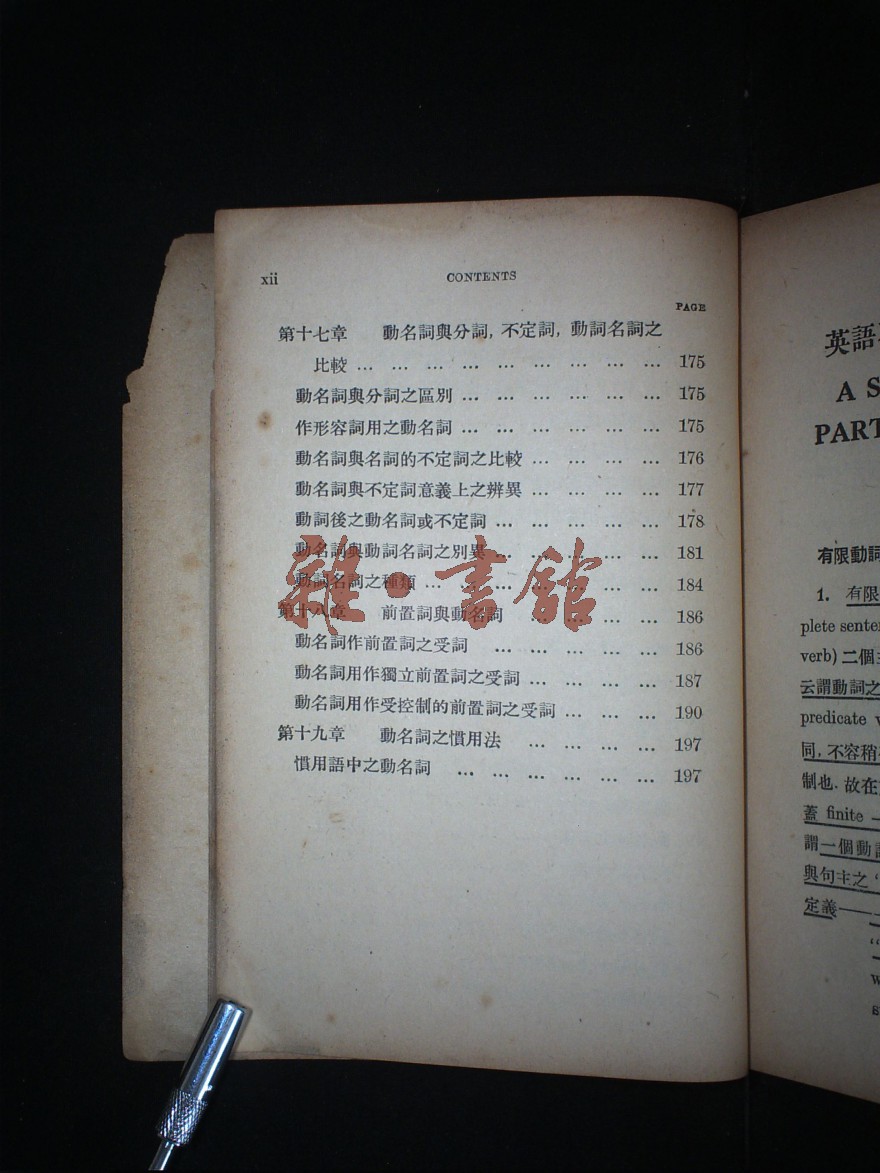 xii
CONTENTS
PAGE
第十七章 動名詞與分詞, 不定詞, 動詞名詞之
比較 … … … … … … … … … 175
動名詞與分詞之區別 … … … … … … 175
作形容詞用之動名詞 … … … … … … 175
動名詞與名詞的不定詞之比較 … … … … 176
動名詞與不定詞意義上之辨異 … … … … 177
動詞後之動名詞或不定詞 … … … … … 178
動名詞與動詞名詞之別異 … … … … … 181
動詞名詞之種類 … … … … … … … 184
第十八章 前置詞與動名詞 … … … … 186
動名詞作前置詞之受詞 … … … … … 186
動名詞用作獨立前置詞之受詞 … … … … 187
動名詞用作受控制的前置詞之受詞 … … … 190
第十九章 動名詞之慣用法 … … … … 197
慣用語中之動名詞 … … … … … … 197
雜·書館
英語
A S
PART
有限動詞
1. 有限
plete senten
verb) 二個主
云謂動詞之
predicate v
同, 不容稍
制也. 故在
蓋 finite —
謂一個動詞
與句主之 ‘
定義——
“
w
s